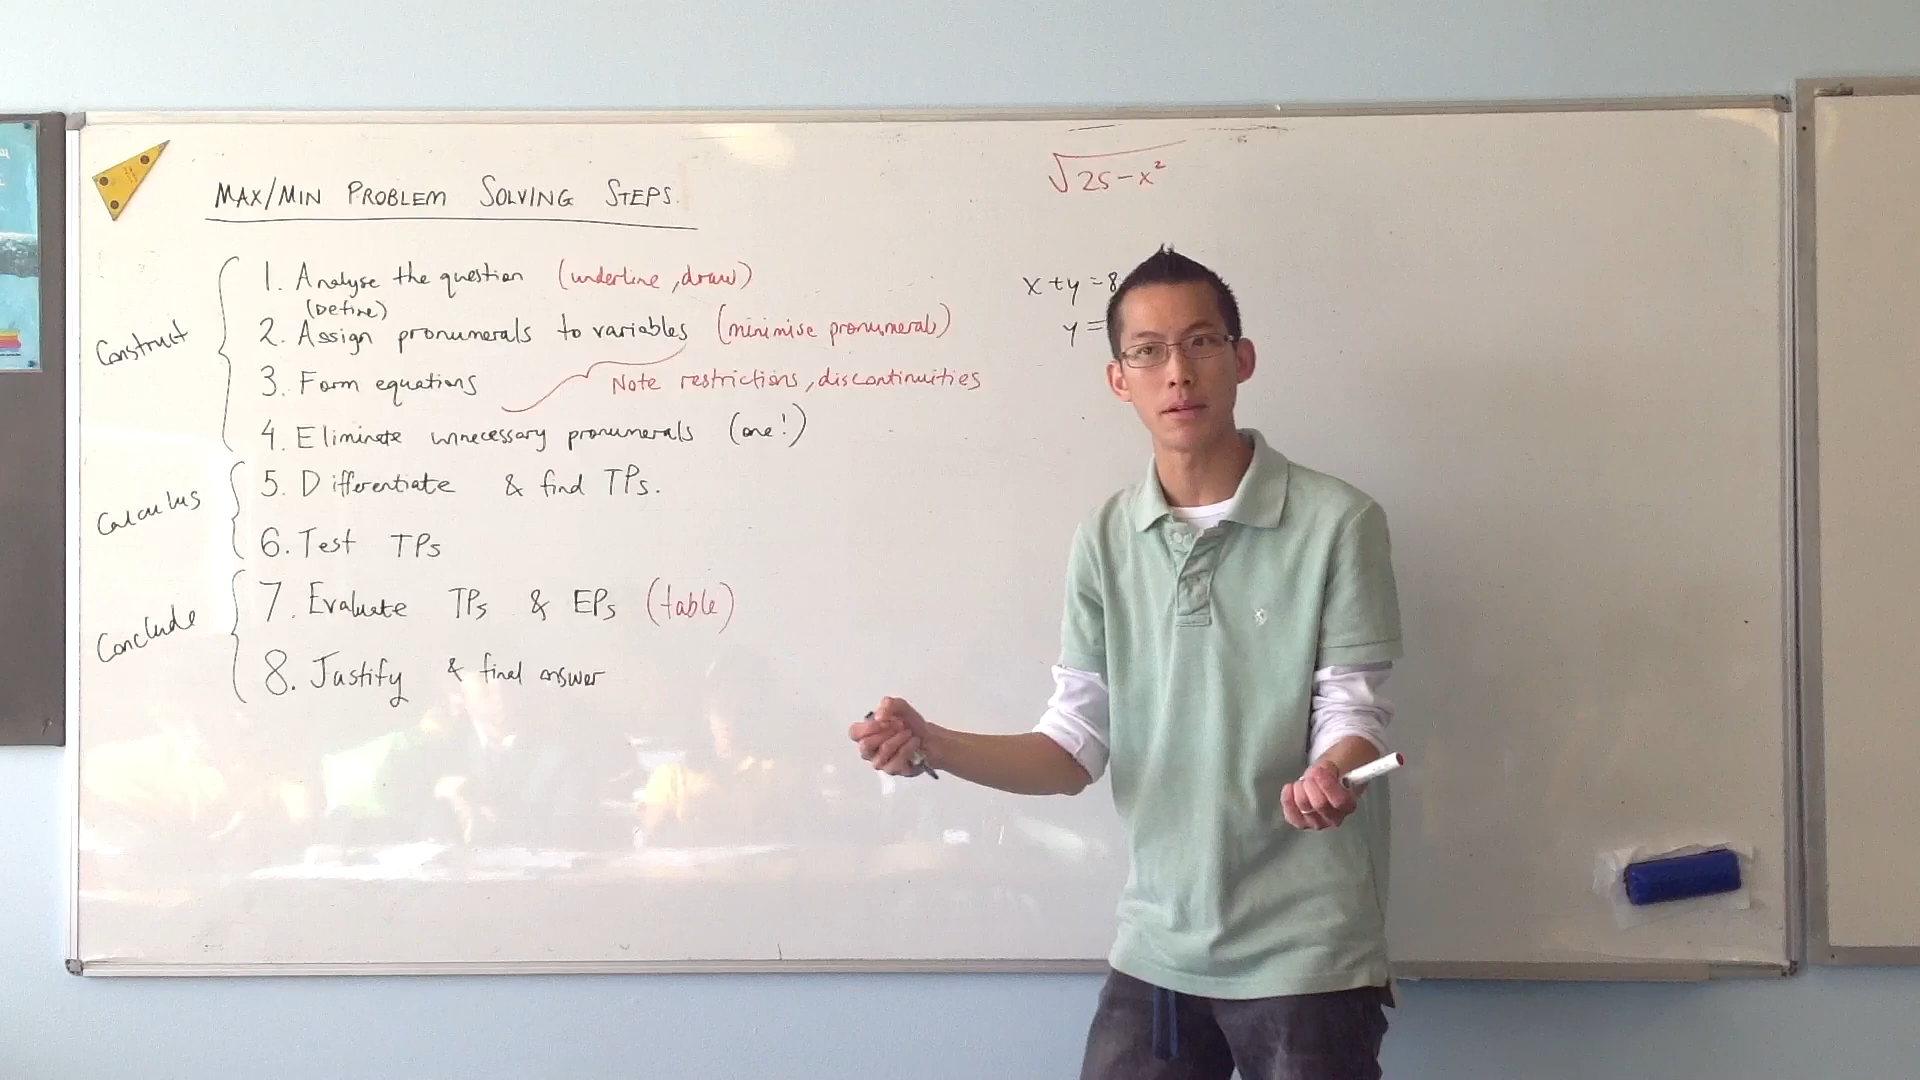 MAX/MIN PROBLEM SOLVING STEPS.
Construct
1. Analyse the question (underline, draw)
(Define)
2. Assign pronumerals to variables (minimise pronumerals)
3. Form equations
Note restrictions, discontinuities
4. Eliminate unnecessary pronumerals (one!)
Calculus
5. Differentiate & find TPs.
6. Test TPs
Conclude
7. Evaluate TPs & EPs (table)
8. Justify & final answer
√25-x²
x+y=8
y=